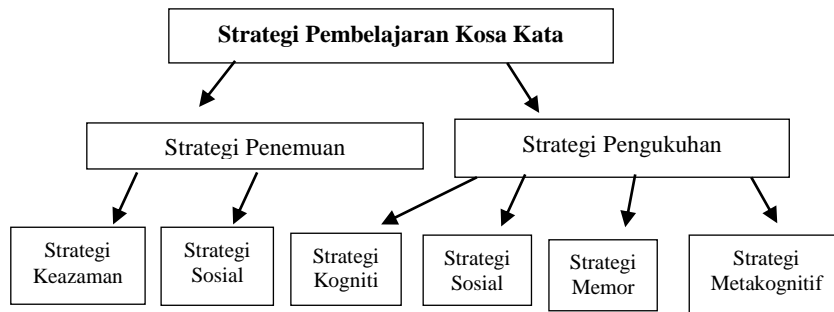 Strategi Pembelajaran Kosa Kata
Strategi Penemuan
Strategi Pengukuhan
Strategi
Keazaman
Strategi
Sosial
Strategi
Kogniti
Strategi
Sosial
Strategi
Memor
Strategi
Metakognitif